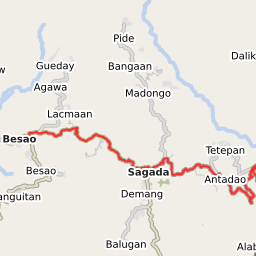 Pide
Dalik
Gueday
Bangaan
Agawa
Madongo
Lacmaan
Besao
Tetepan
Besao
Sagada
Antadao
anguitan
Demang
Balugan
Alab